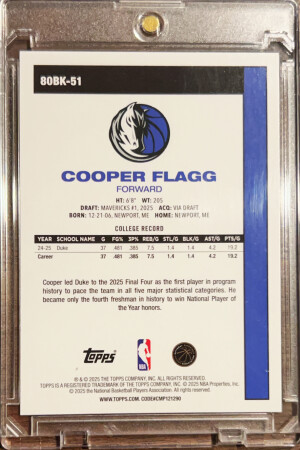 80BK-51
COOPER FLAGG
FORWARD
HT: 6'8" WT: 205
DRAFT: MAVERICKS #1, 2025 ACQ: VIA DRAFT
BORN: 12-21-06, NEWPORT, ME HOME: NEWPORT, ME
COLLEGE RECORD
YEAR SCHOOL NAME G FG% 3P% REB/G STL/G BLK/G AST/G PTS/G
24-25 Duke 37 .481 .385 7.5 1.4 1.4 4.2 19.2
Career 37 .481 .385 7.5 1.4 1.4 4.2 19.2
Cooper led Duke to the 2025 Final Four as the first player in program
history to pace the team in all five major statistical categories. He
became only the fourth freshman in history to win National Player of
the Year honors.
Topps NBA
® & © 2025 THE TOPPS COMPANY, INC. ALL RIGHTS RESERVED.
TOPPS IS A REGISTERED TRADEMARK OF THE TOPPS COMPANY, INC. © 2025 NBA Properties, Inc.
© 2025 the National Basketball Players Association. All rights reserved.
WWW.TOPPS.COM. CODE#CMP121290